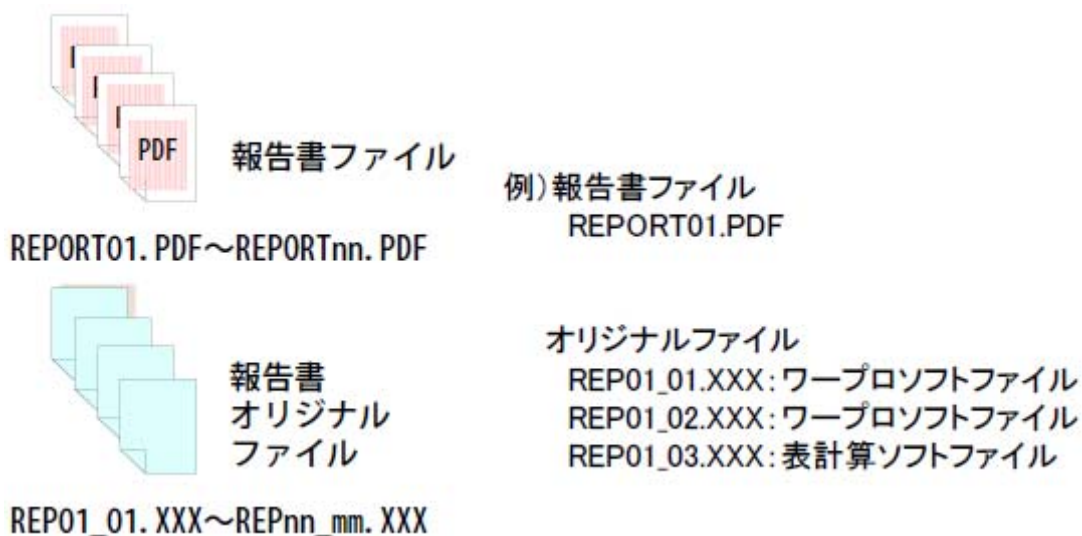 PDF
報告書ファイル
REPORT01.PDF～REPORTnn.PDF
例）報告書ファイル
REPORT01.PDF
報告書
オリジナル
ファイル
REP01_01.XXX～REPnn_mm.XXX
オリジナルファイル
REP01_01.XXX：ワープロソフトファイル
REP01_02.XXX：ワープロソフトファイル
REP01_03.XXX：表計算ソフトファイル